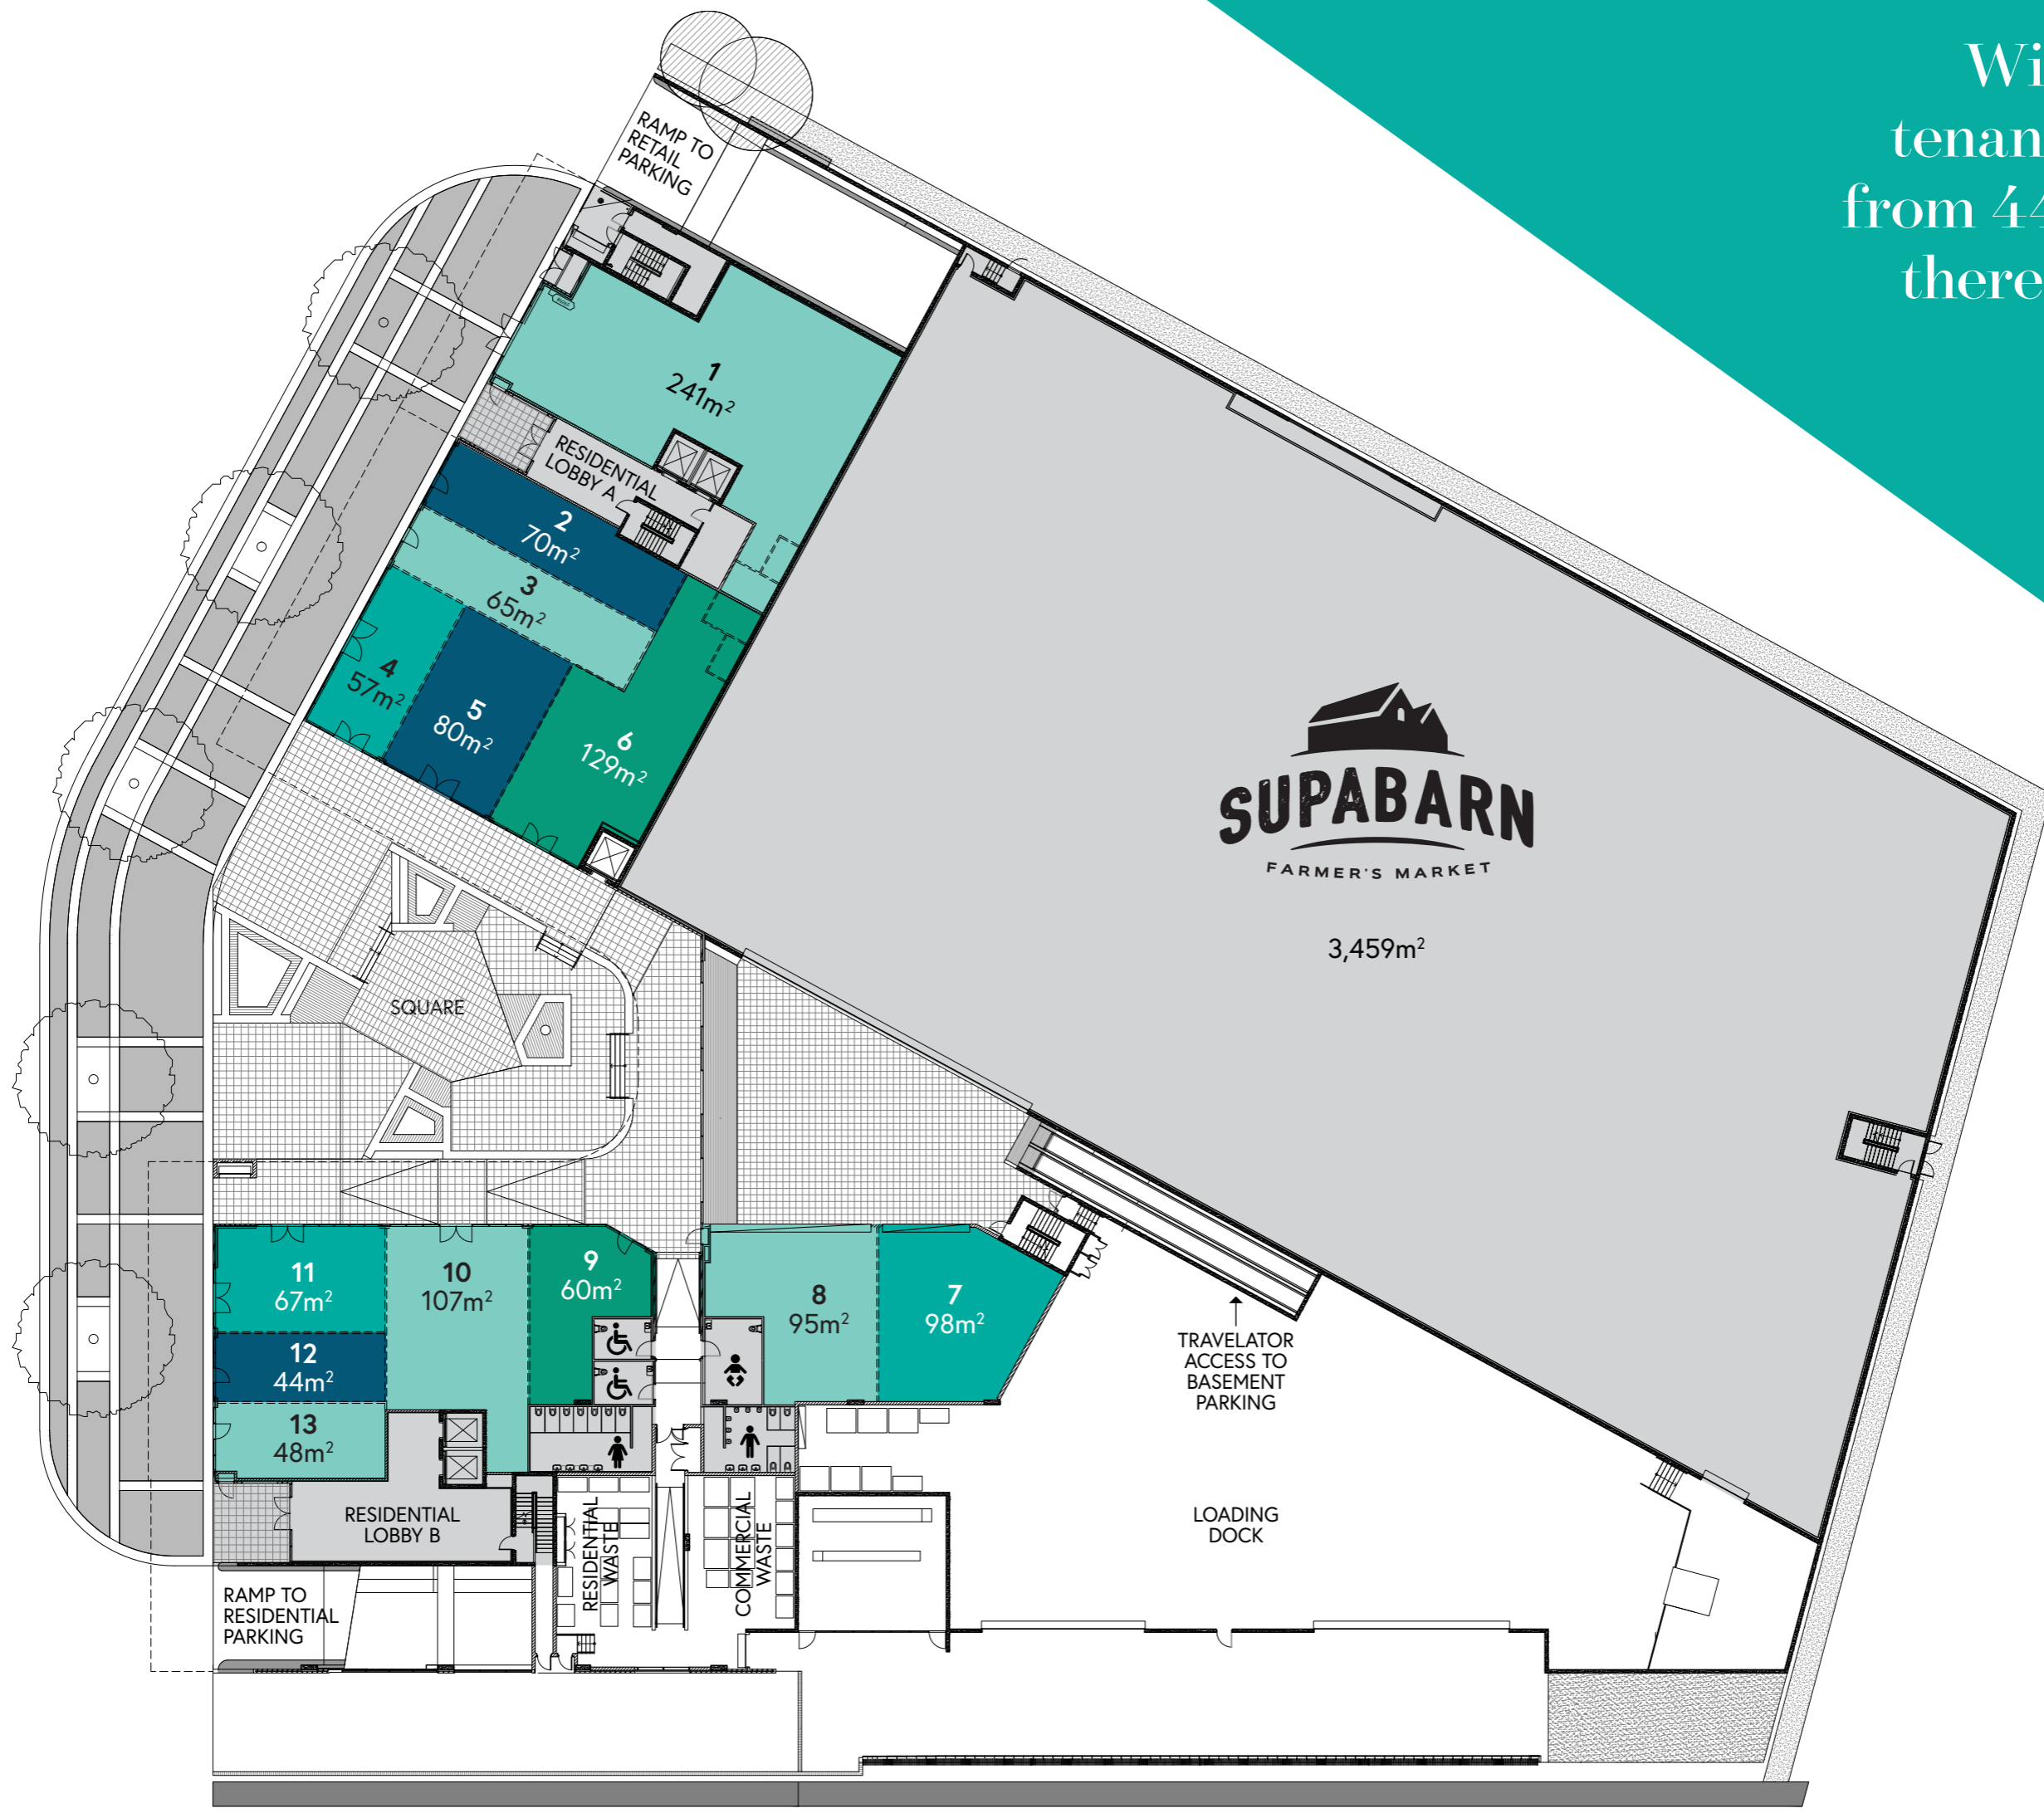 Wi
tenan
from 44
there
RAMP TO
RETAIL
PARKING
1
241m²
RESIDENTIAL
LOBBY A
2
70m²
3
65m²
4
57m²
5
80m²
6
129m²
SUPABARN
FARMER'S MARKET
3,459m²
SQUARE
11
67m²
10
107m²
9
60m²
8
95m²
7
98m²
12
44m²
13
48m²
TRAVELATOR
ACCESS TO
BASEMENT
PARKING
RESIDENTIAL
LOBBY B
RESIDENTIAL
WASTE
COMMERCIAL
WASTE
LOADING
DOCK
RAMP TO
RESIDENTIAL
PARKING